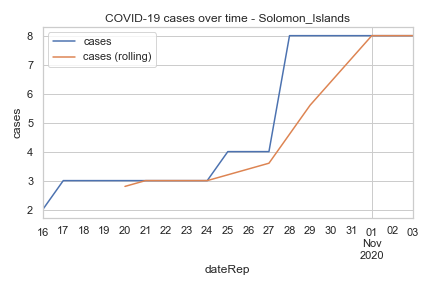 COVID-19 cases over time - Solomon_Islands
cases
cases (rolling)
8
7
6
5
4
3
2
cases
16 17 18 19 20 21 22 23 24 25 26 27 28 29 30 31 01 02 03
Nov
2020
dateRep